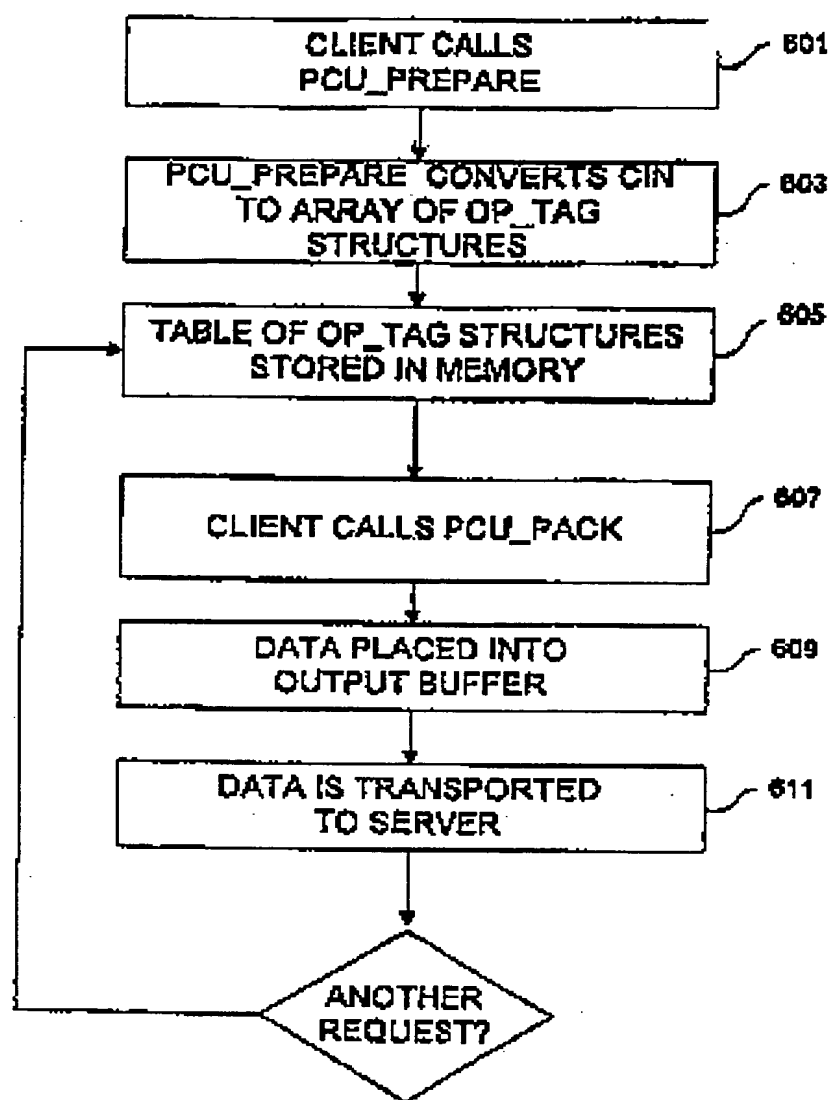 CLIENT CALLS
PCU_PREPARE
601
PCU_PREPARE CONVERTS CIN
TO ARRAY OF OP_TAG
STRUCTURES
603
TABLE OF OP_TAG STRUCTURES
STORED IN MEMORY
605
CLIENT CALLS PCU_PACK
607
DATA PLACED INTO
OUTPUT BUFFER
609
DATA IS TRANSPORTED
TO SERVER
611
ANOTHER
REQUEST?